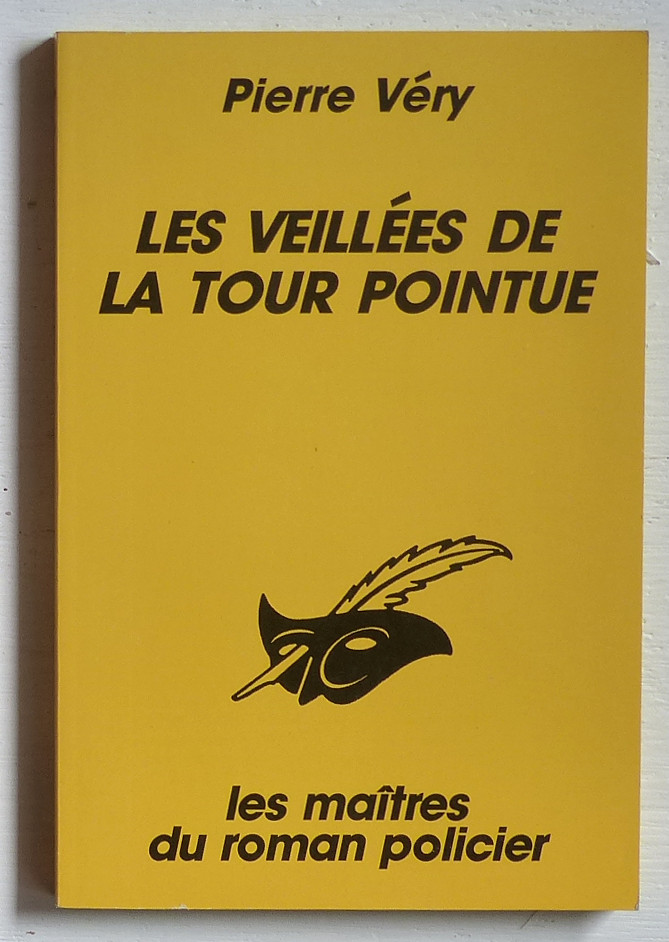 Pierre Véry
LES VEILLÉES DE
LA TOUR POINTUE
les maîtres
du roman policier